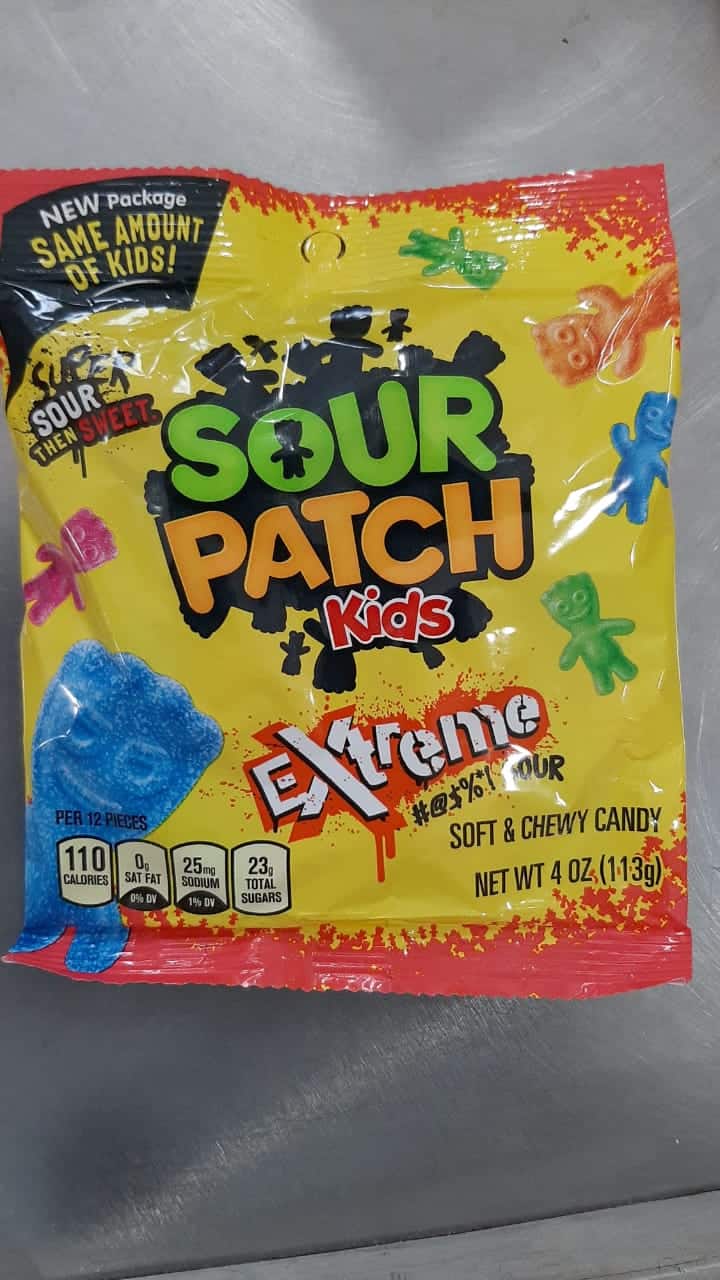 NEW Package
SAME AMOUNT
OF KIDS!
SUPER
SOUR
THEN SWEET.
SOUR
PATCH
Kids
Extreme
#@$%*! SOUR
SOFT & CHEWY CANDY
NET WT 4 OZ (113g)
PER 12 PIECES
110
CALORIES
0g
SAT FAT
0% DV
25mg
SODIUM
1% DV
23g
TOTAL
SUGARS